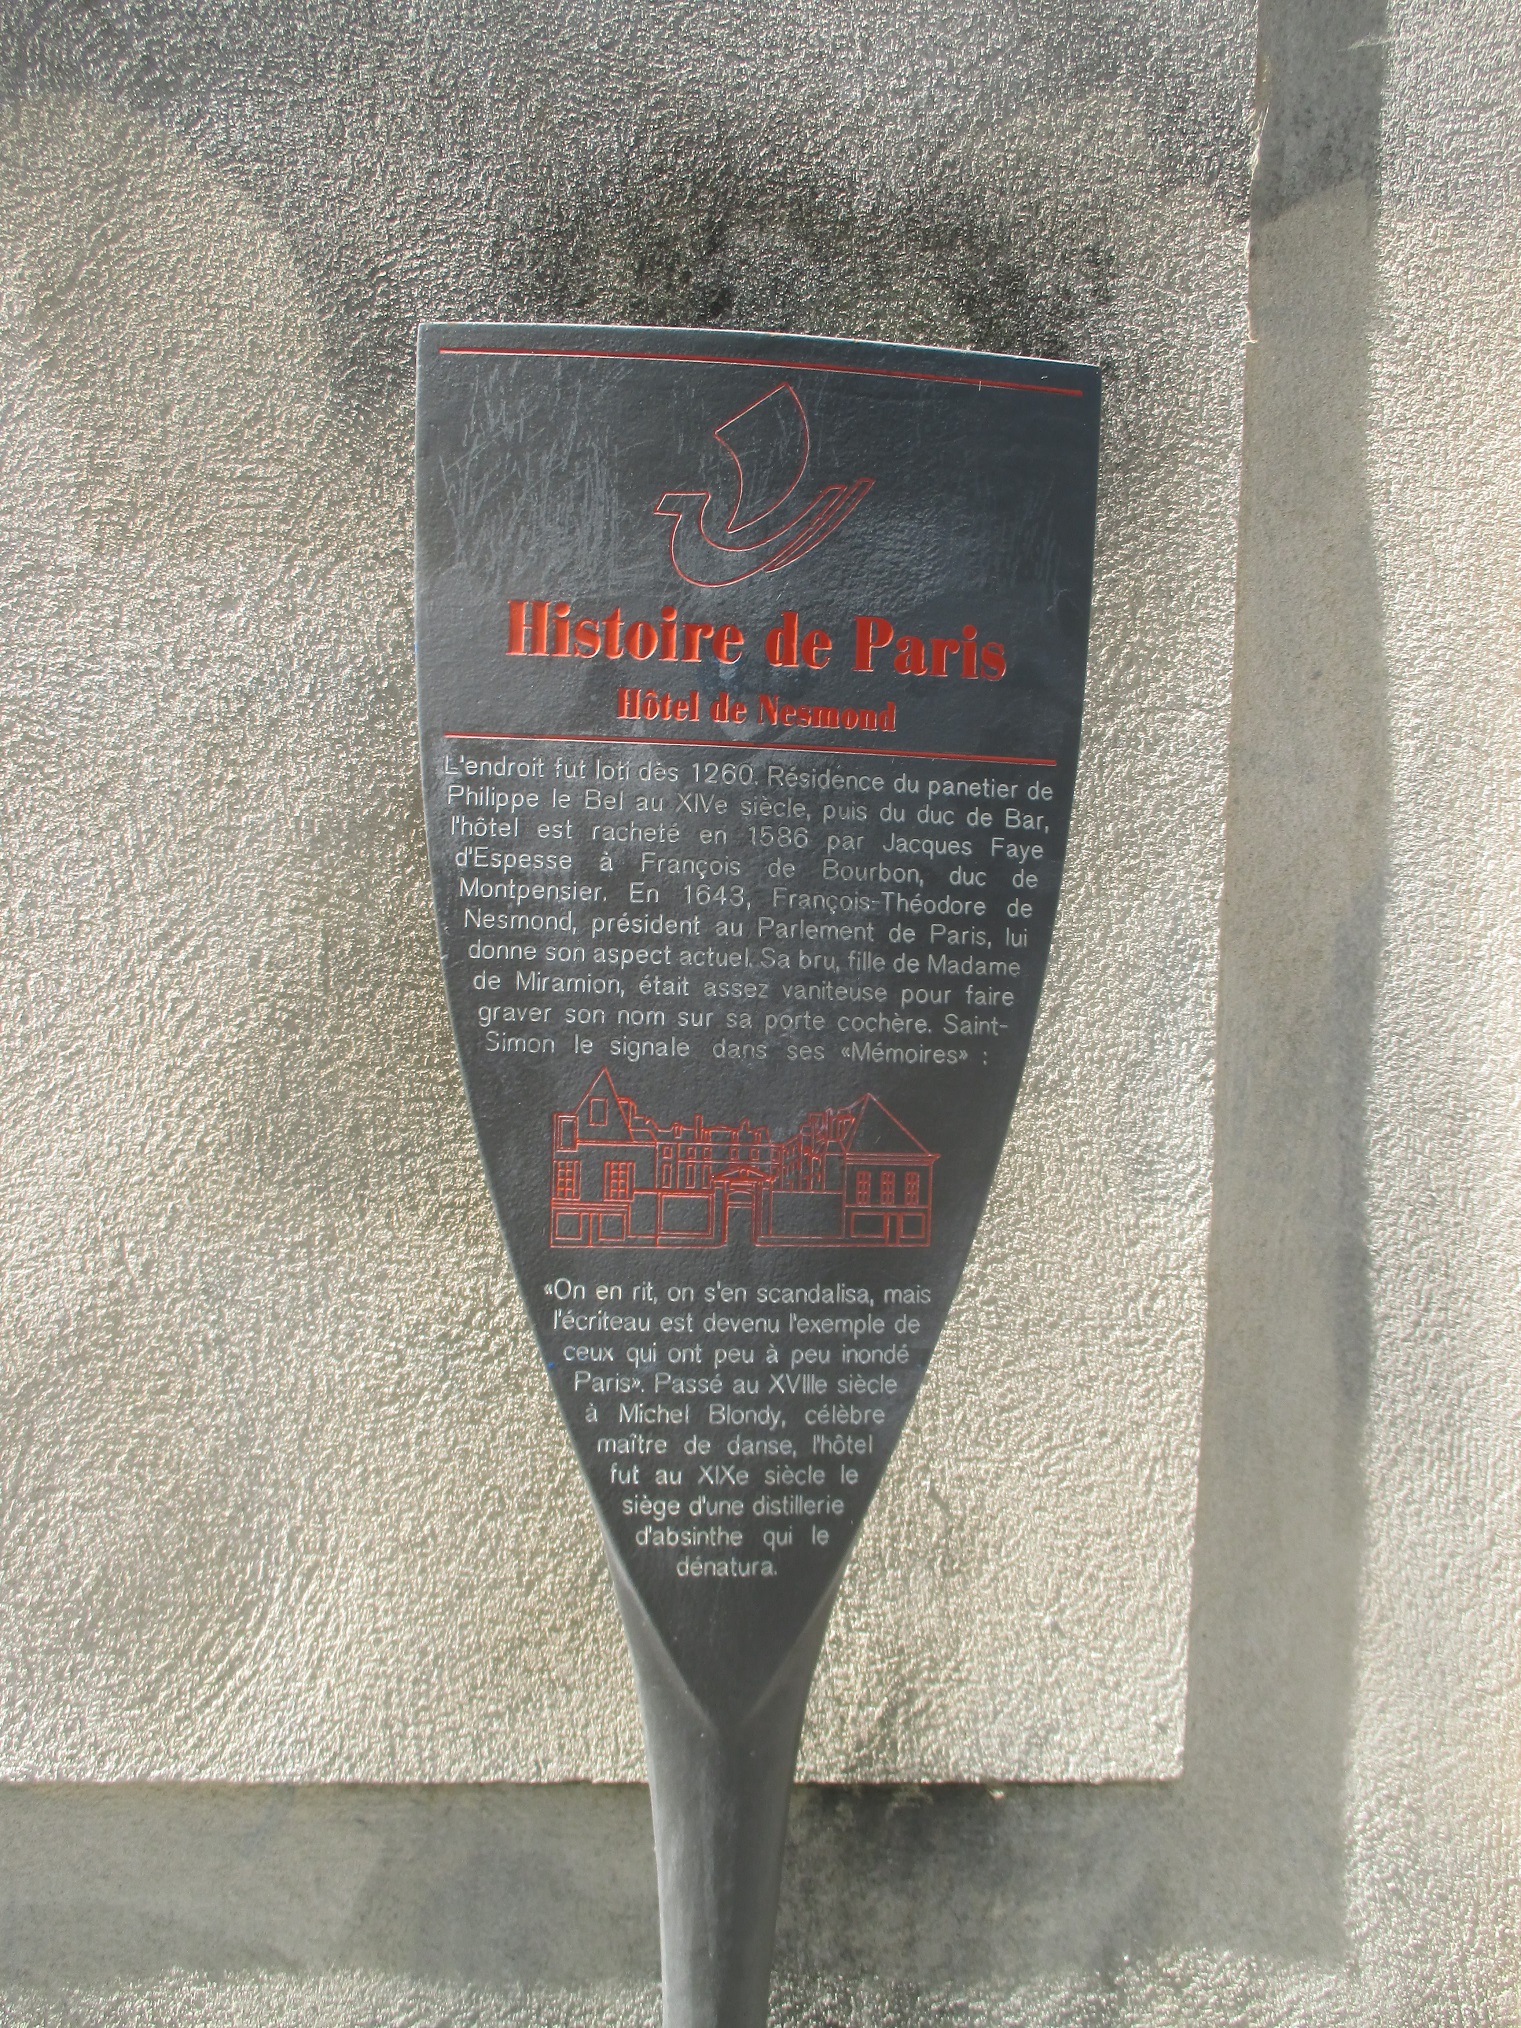 Histoire de Paris
Hôtel de Nesmond
L'endroit fut loti dès 1260. Résidence du panetier de
Philippe le Bel au XIVe siècle, puis du duc de Bar,
l'hôtel est racheté en 1586 par Jacques Faye
d'Espesse à François de Bourbon, duc de
Montpensier. En 1643, François-Théodore de
Nesmond, président au Parlement de Paris, lui
donne son aspect actuel. Sa bru, fille de Madame
de Miramion, était assez vaniteuse pour faire
graver son nom sur sa porte cochère. Saint-
Simon le signale dans ses «Mémoires» :
«On en rit, on s'en scandalisa, mais
l'écriteau est devenu l'exemple de
ceux qui ont peu à peu inondé
Paris». Passé au XVIIIe siècle
à Michel Blondy, célèbre
maître de danse, l'hôtel
fut au XIXe siècle le
siège d'une distillerie
d'absinthe qui le
dénatura.